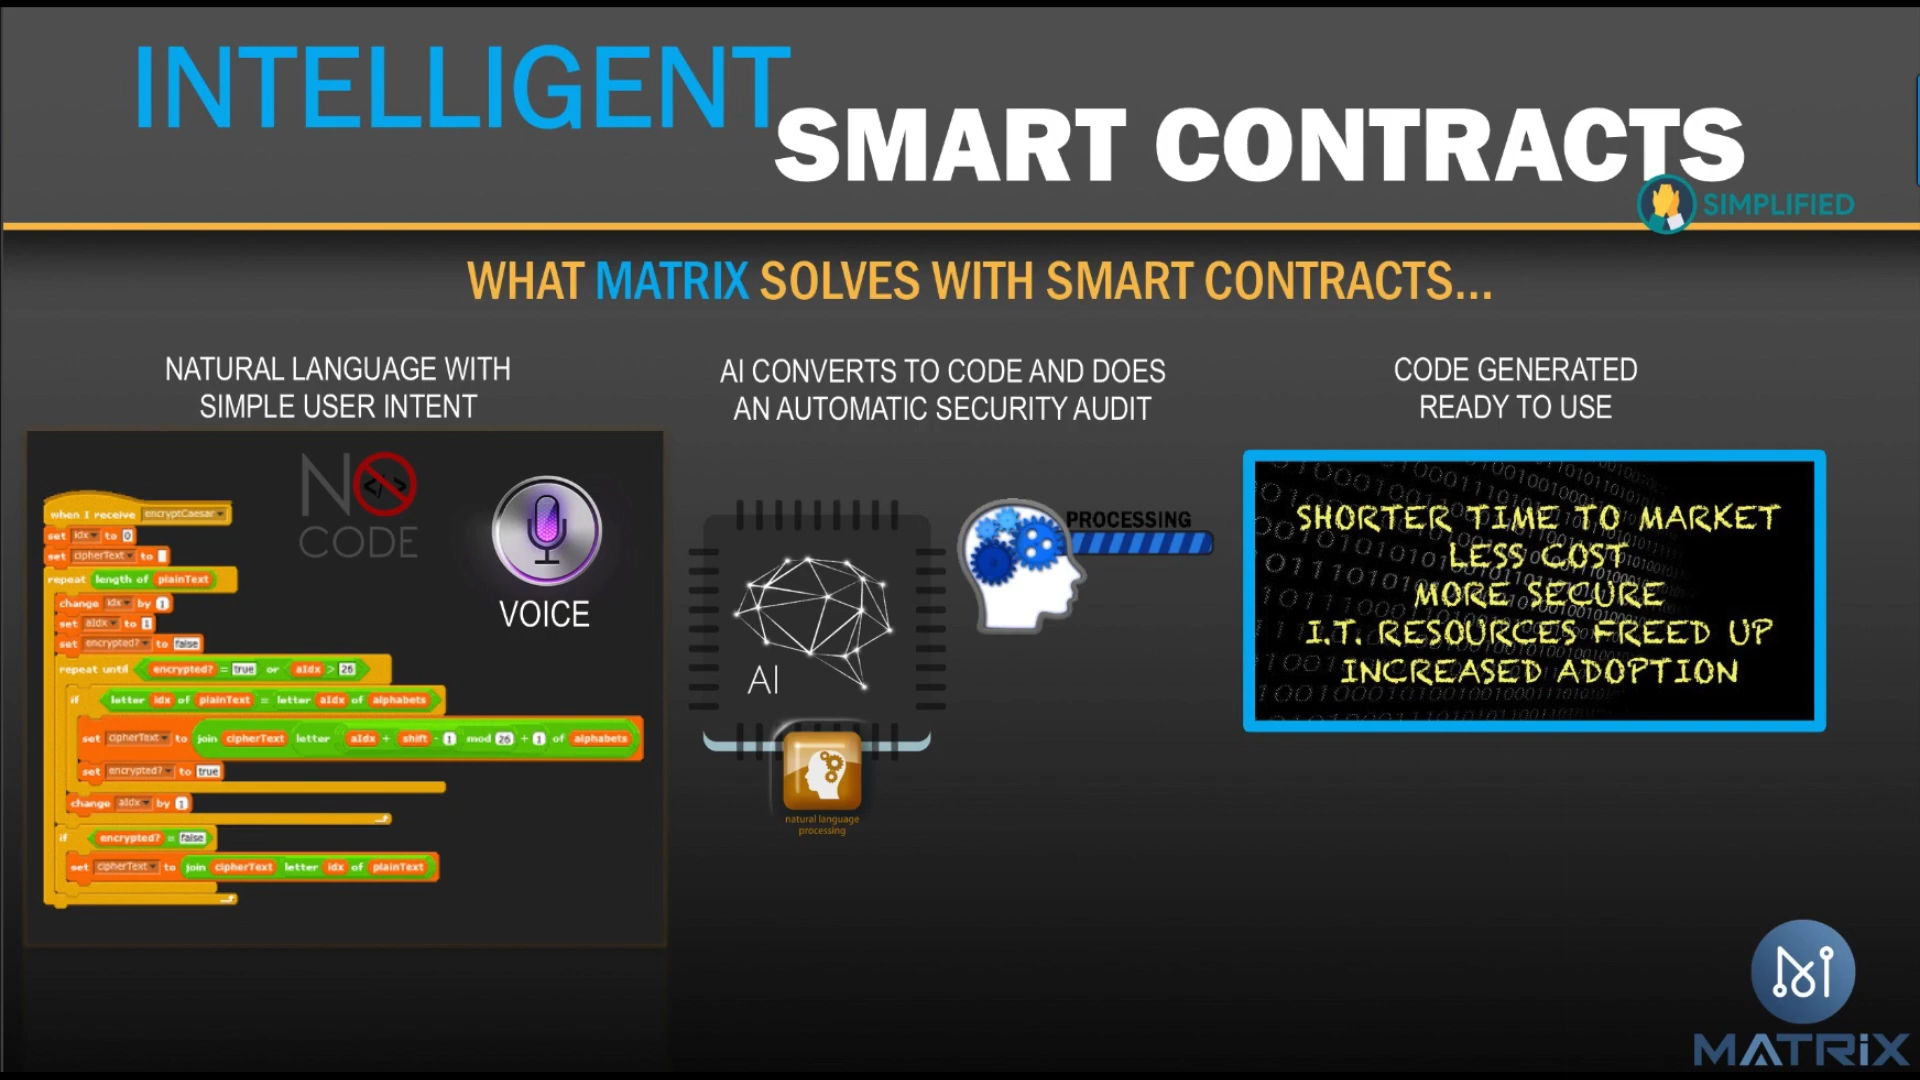 INTELLIGENT
SMART CONTRACTS
SIMPLIFIED
WHAT MATRIX SOLVES WITH SMART CONTRACTS...
NATURAL LANGUAGE WITH
SIMPLE USER INTENT
NO
</>
CODE
VOICE
when I receive encryptCaesar
set idx to 0
set cipherText to
repeat length of plainText
change idx by 1
set aIdx to 1
set encrypted? to false
repeat until encrypted? = true or aIdx > 26
if letter idx of plainText = letter aIdx of alphabets
set cipherText to join cipherText letter aIdx + shift - 1 mod 26 + 1 of alphabets
set encrypted? to true
change aIdx by 1
if encrypted? = false
set cipherText to join cipherText letter idx of plainText
AI CONVERTS TO CODE AND DOES
AN AUTOMATIC SECURITY AUDIT
PROCESSING
AI
natural language
processing
CODE GENERATED
READY TO USE
SHORTER TIME TO MARKET
LESS COST
MORE SECURE
I.T. RESOURCES FREED UP
INCREASED ADOPTION
MATRiX